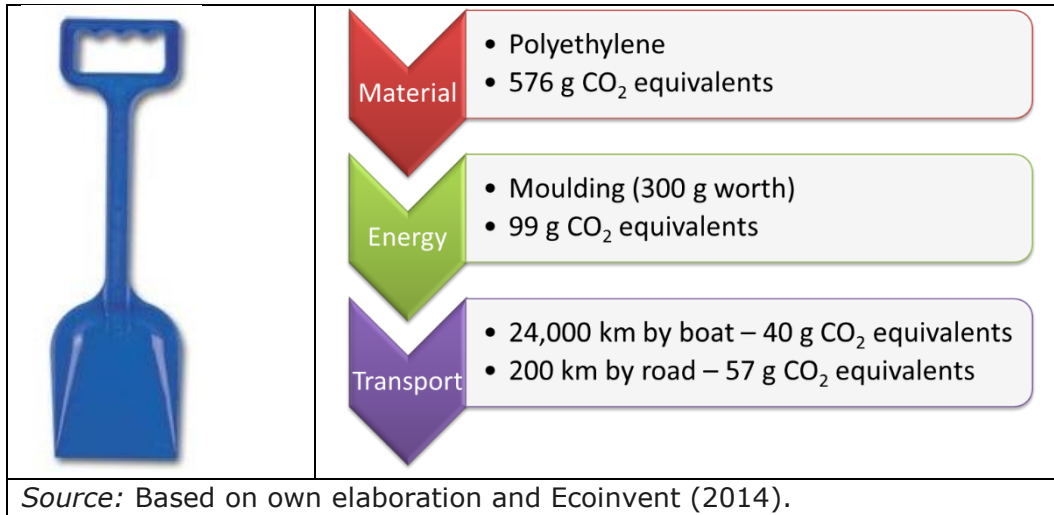 Material
• Polyethylene
• 576 g CO₂ equivalents
Energy
• Moulding (300 g worth)
• 99 g CO₂ equivalents
Transport
• 24,000 km by boat – 40 g CO₂ equivalents
• 200 km by road – 57 g CO₂ equivalents
Source: Based on own elaboration and Ecoinvent (2014).